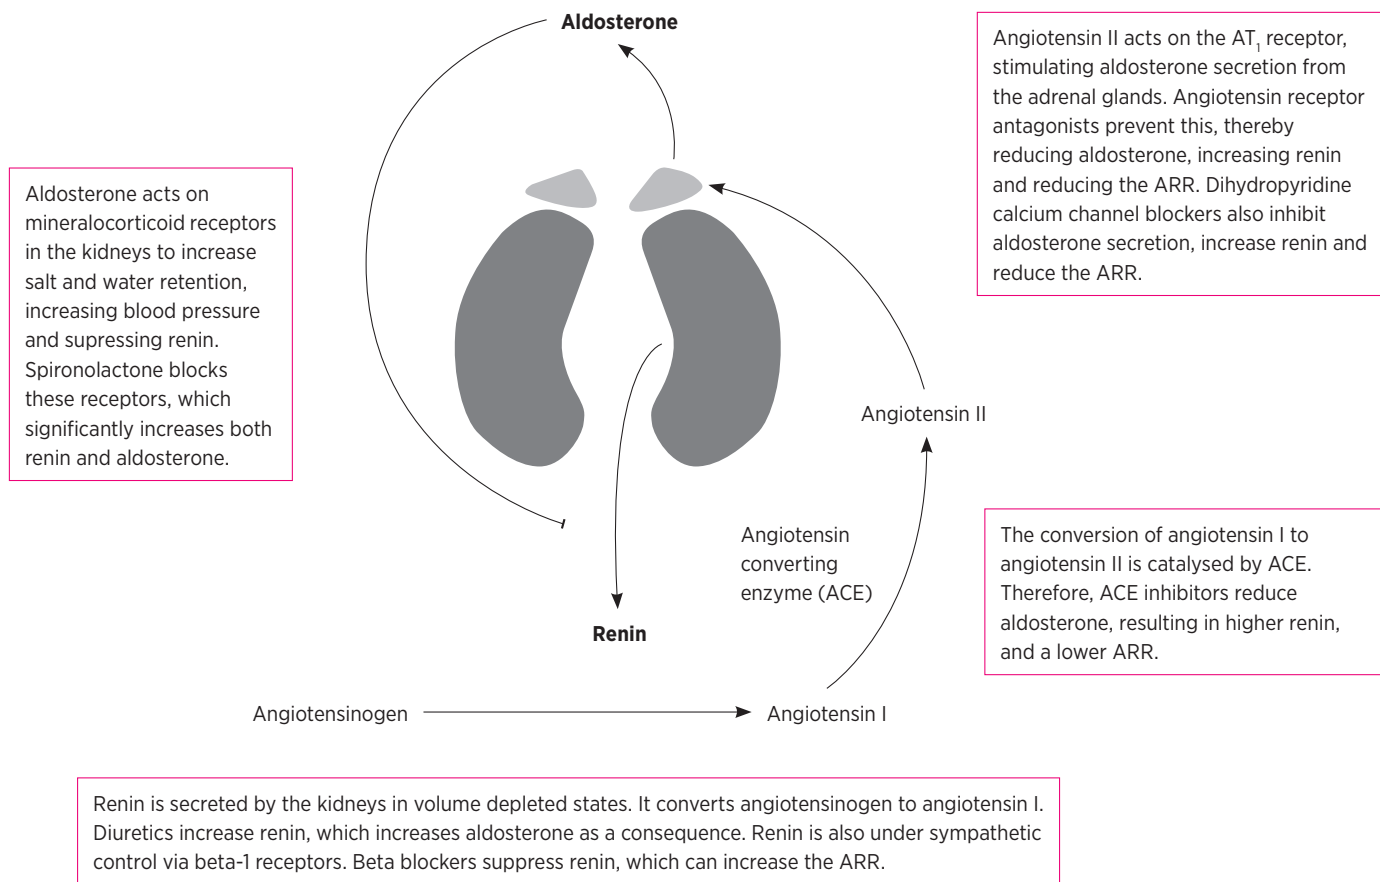 Aldosterone
Angiotensin II acts on the AT₁ receptor,
stimulating aldosterone secretion from
the adrenal glands. Angiotensin receptor
antagonists prevent this, thereby
reducing aldosterone, increasing renin
and reducing the ARR. Dihydropyridine
calcium channel blockers also inhibit
aldosterone secretion, increase renin and
reduce the ARR.
Aldosterone acts on
mineralocorticoid receptors
in the kidneys to increase
salt and water retention,
increasing blood pressure
and supressing renin.
Spironolactone blocks
these receptors, which
significantly increases both
renin and aldosterone.
Angiotensin II
Angiotensin
converting
enzyme (ACE)
The conversion of angiotensin I to
angiotensin II is catalysed by ACE.
Therefore, ACE inhibitors reduce
aldosterone, resulting in higher renin,
and a lower ARR.
Renin
Angiotensinogen
Angiotensin I
Renin is secreted by the kidneys in volume depleted states. It converts angiotensinogen to angiotensin I.
Diuretics increase renin, which increases aldosterone as a consequence. Renin is also under sympathetic
control via beta-1 receptors. Beta blockers suppress renin, which can increase the ARR.